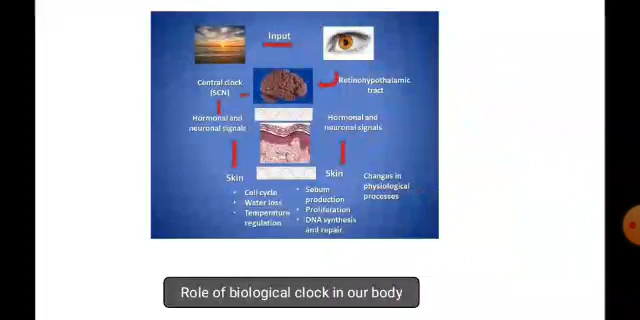 Input
Central clock
(SCN)
Retinohypothalamic
tract
Hormonal and
neuronal signals
Hormonal and
neuronal signals
Skin
Skin
Changes in
physiological
processes
• Cell cycle
• Water loss
• Temperature
regulation
• Sebum
production
• Proliferation
• DNA synthesis
and repair
Role of biological clock in our body